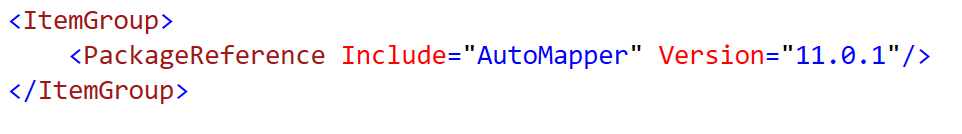 <ItemGroup>
    <PackageReference Include="AutoMapper" Version="11.0.1"/>
</ItemGroup>